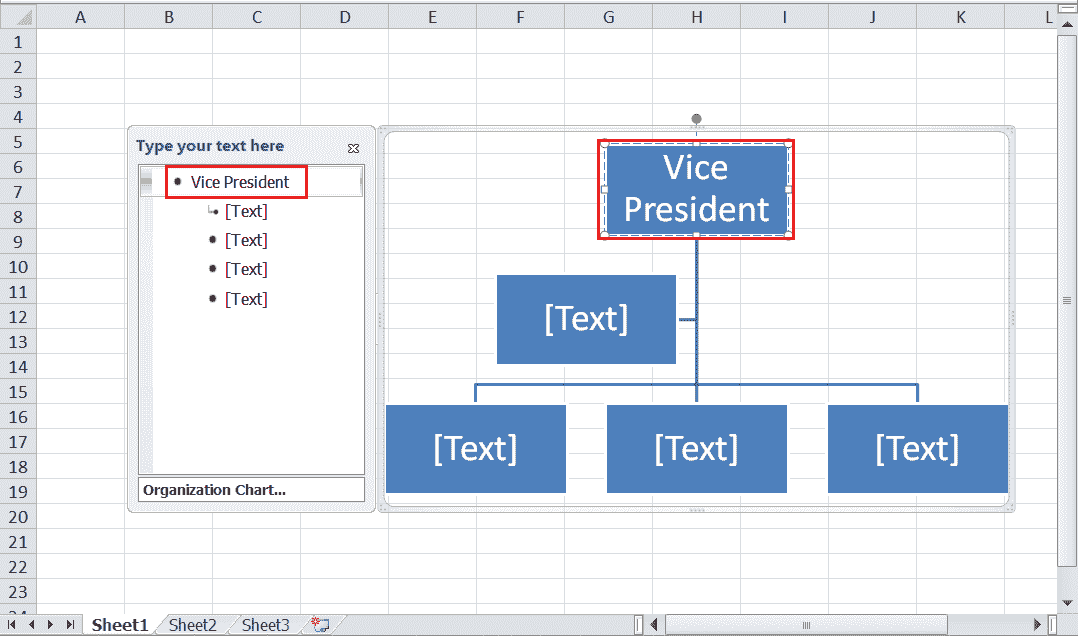 A B C D E F G H I J K L
1
2
3
4
5
6
7
8
9
10
11
12
13
14
15
16
17
18
19
20
21
22
23
24
Type your text here
Vice President
[Text]
[Text]
[Text]
[Text]
Organization Chart...
Vice
President
[Text]
[Text] [Text] [Text]
Sheet1 Sheet2 Sheet3